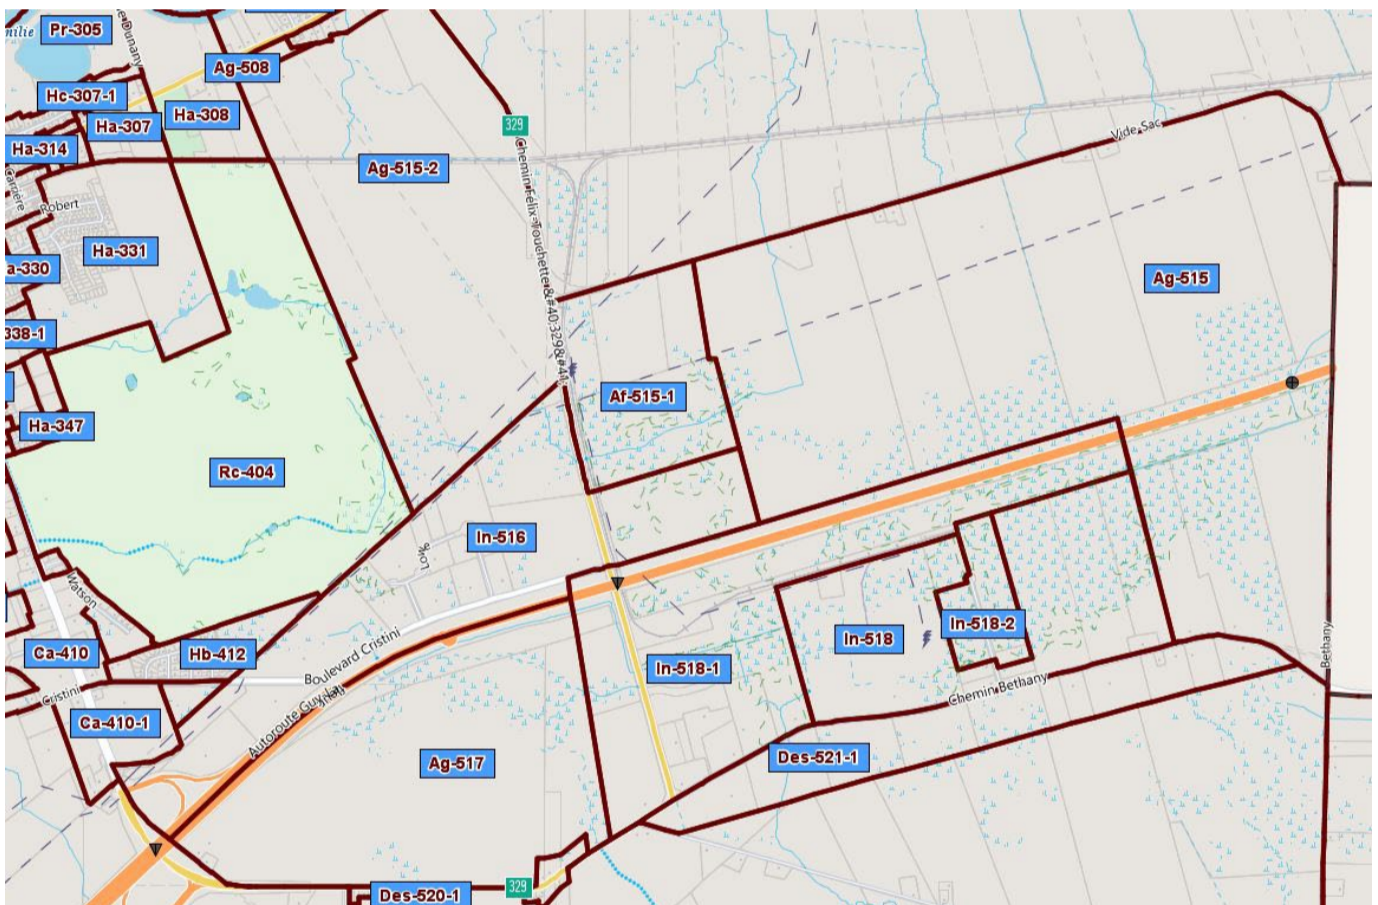 Pr-305
Ag-508
Hc-307-1
Ha-308
Ha-307
329
Vide Sac
Ha-314
Ag-515-2
Robert
Ha-331
a-330
Ag-515
Chemin Félix-Touchette &#40;329&#41;
338-1
Af-515-1
Ha-347
Rc-404
In-516
Louis
Watson
In-518-2
In-518
Ca-410
Hb-412
In-518-1
Boulevard Cristini
Bethany
Chemin Bethany
Cristini
Ca-410-1
Ag-517
Des-521-1
329
Des-520-1